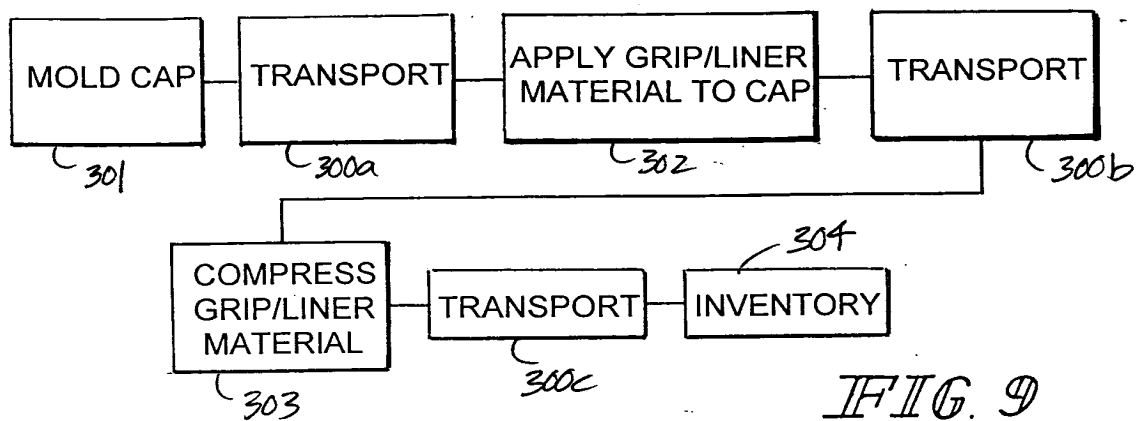 MOLD CAP
301
TRANSPORT
300a
APPLY GRIP/LINER
MATERIAL TO CAP
302
TRANSPORT
300b
COMPRESS
GRIP/LINER
MATERIAL
303
TRANSPORT
300c
304
INVENTORY
FIG. 9